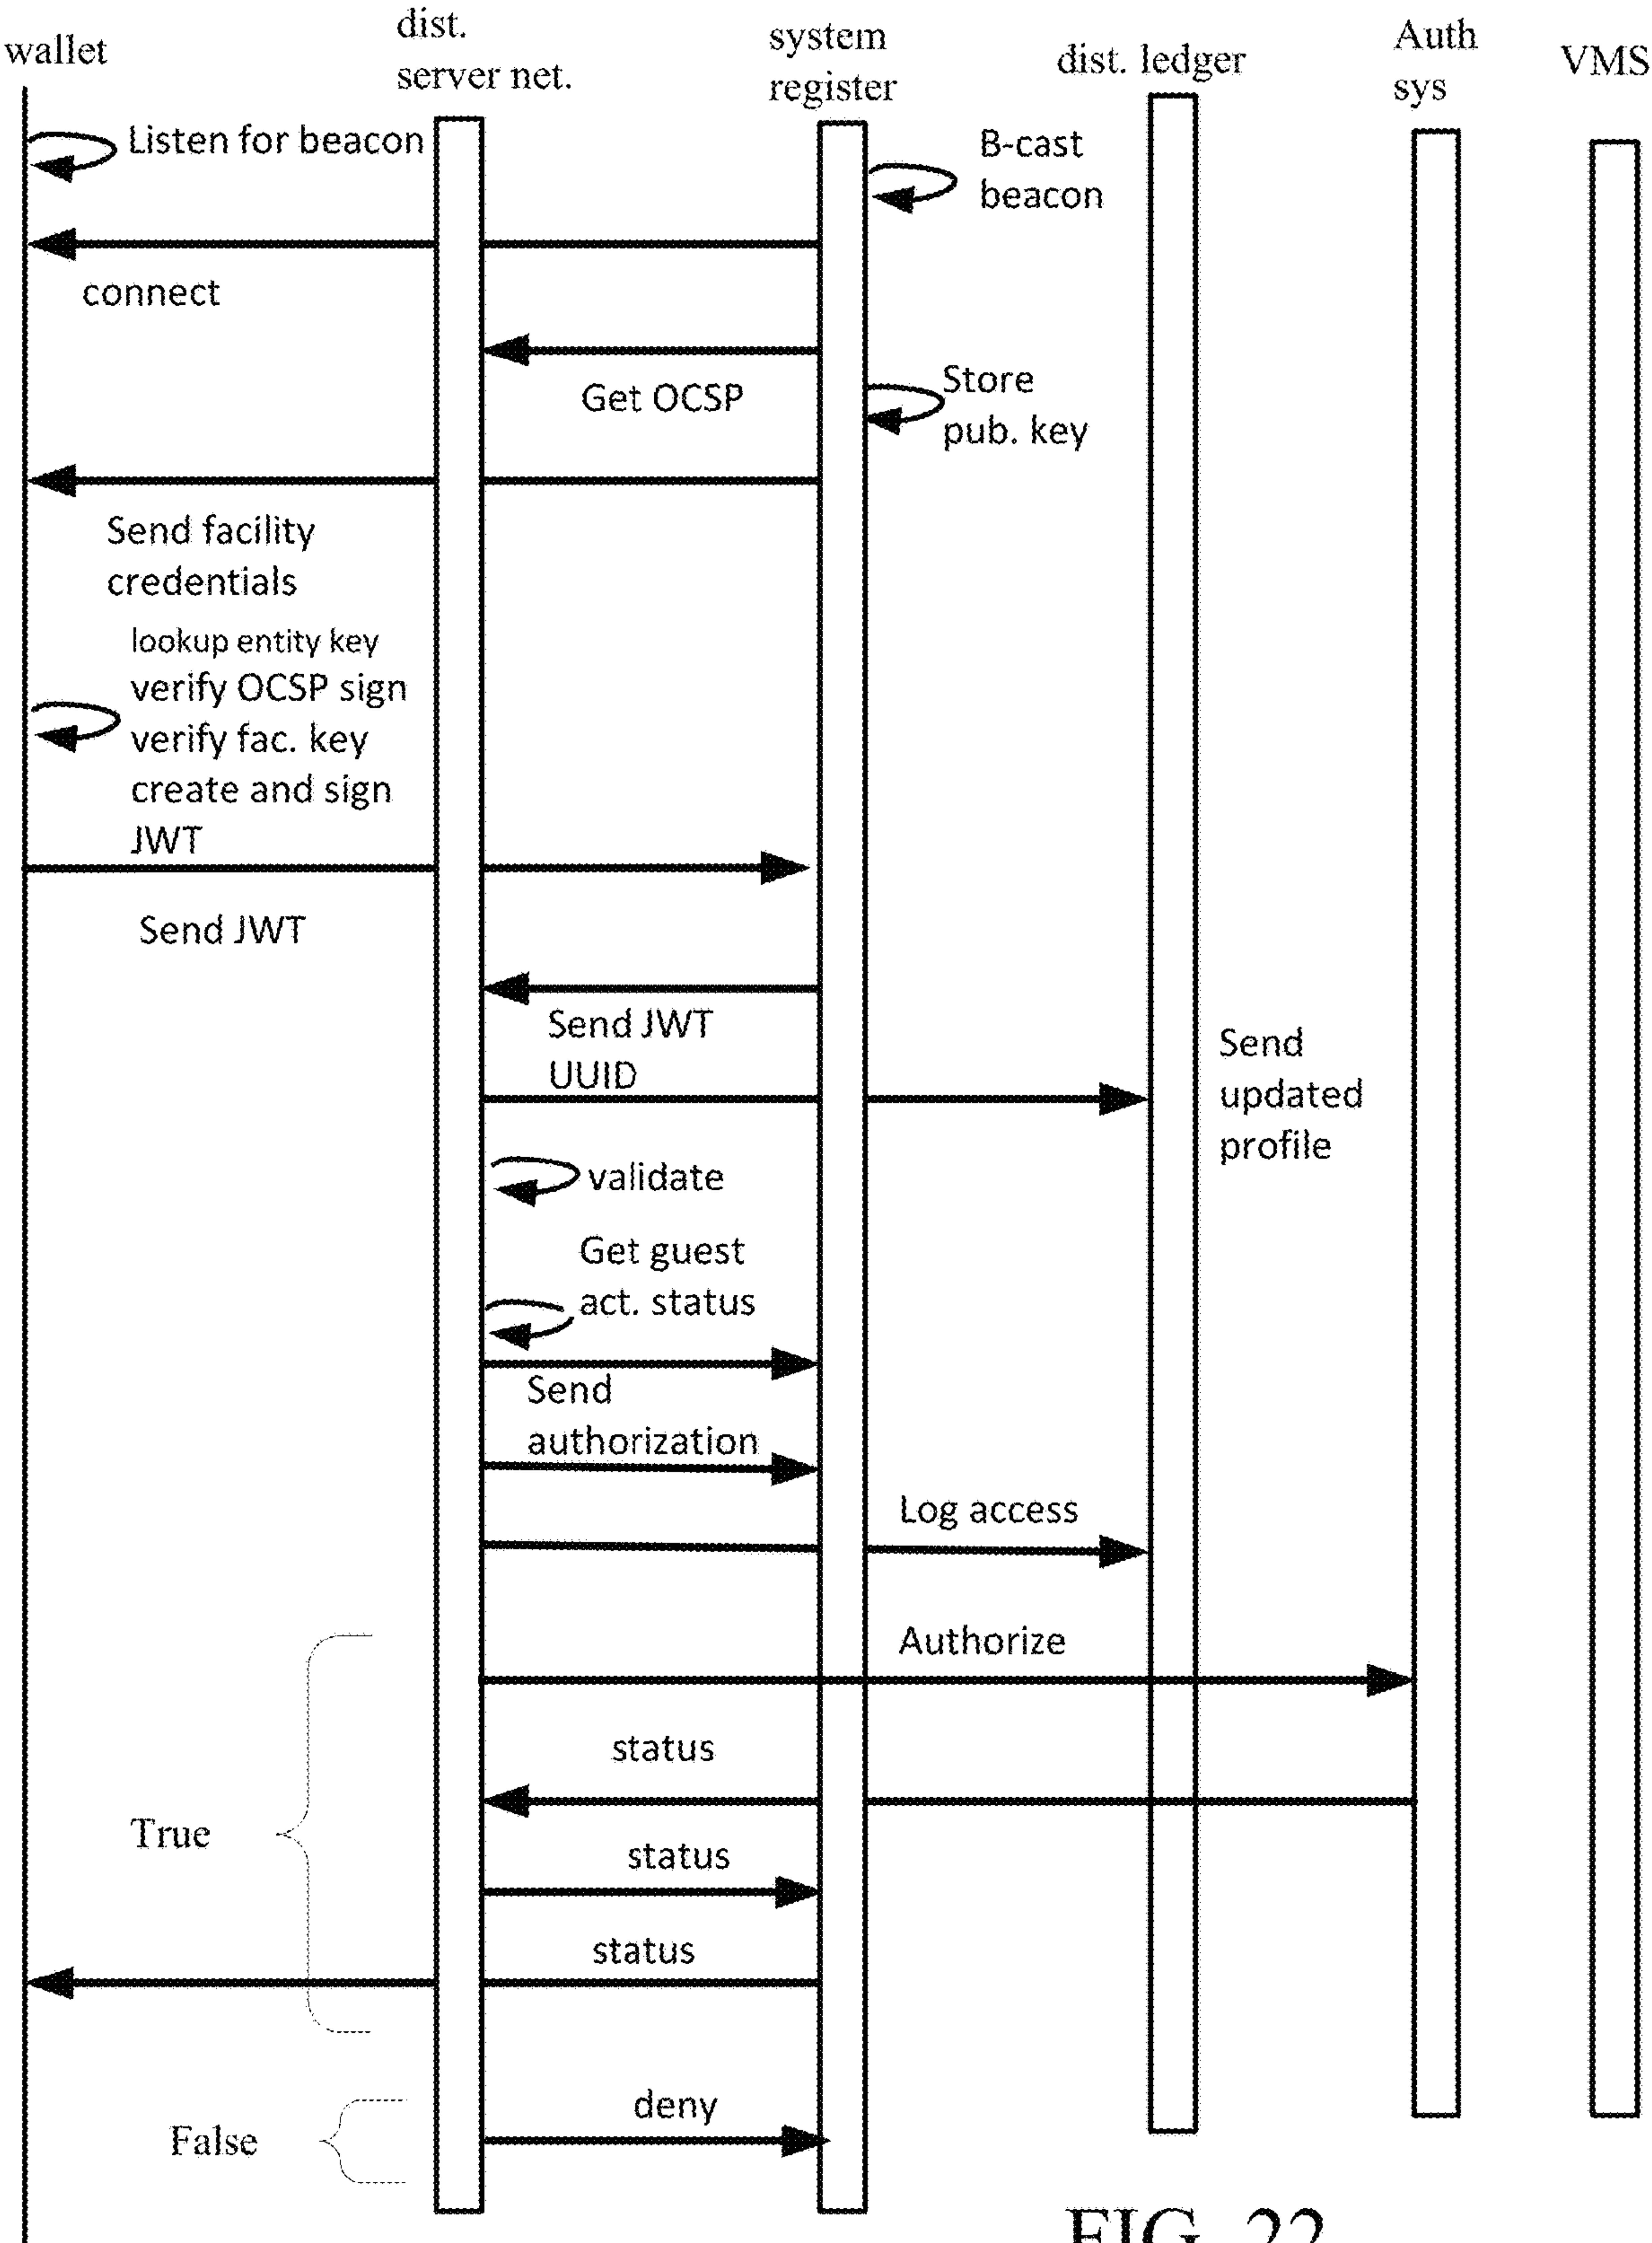 wallet
dist.
server net.
system
register
dist. ledger
Auth
sys
VMS
Listen for beacon
B-cast
beacon
connect
Get OCSP
Store
pub. key
Send facility
credentials
lookup entity key
verify OCSP sign
verify fac. key
create and sign
JWT
Send JWT
Send JWT
UUID
Send
updated
profile
validate
Get guest
act. status
Send
authorization
Log access
Authorize
status
True
status
status
deny
False
FIG. 22